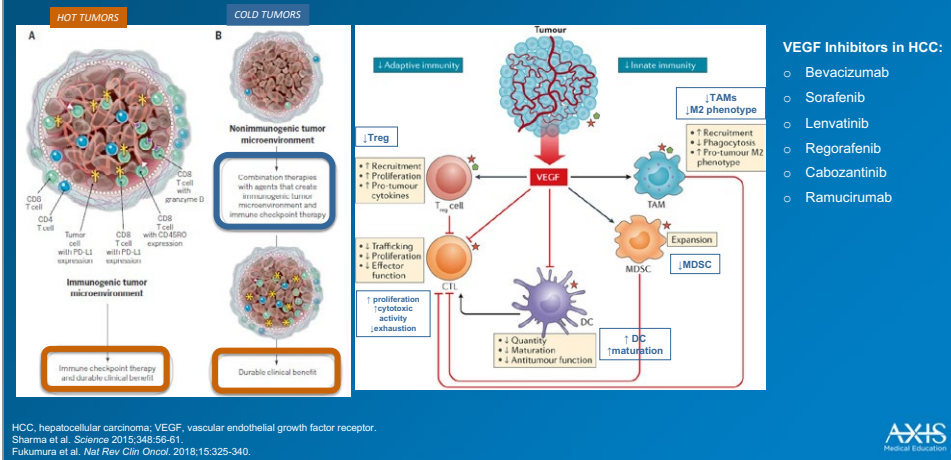 HOT TUMORS
COLD TUMORS
A
B
Nonimmunogenic tumor
microenvironment
Combination therapies
with agents that create
immunogenic tumor
microenvironment and
immune checkpoint therapy
CD8
T cell
with
granzyme B
CD8
T cell
CD4
T cell
Tumor
cell
with PD-L1
expression
CD8
T cell
with PD-L1
expression
CD8
T cell
with CD45RO
expression
Immunogenic tumor
microenvironment
Immune checkpoint therapy
and durable clinical benefit
Durable clinical benefit
Tumour
↓ Adaptive immunity
↓ Innate immunity
↓Treg
• ↑ Recruitment
• ↑ Proliferation
• ↑ Pro-tumour
cytokines
Treg cell
VEGF
TAM
↓TAMs
↓M2 phenotype
• ↑ Recruitment
• ↓ Phagocytosis
• ↑ Pro-tumour M2
phenotype
• ↓ Trafficking
• ↓ Proliferation
• ↓ Effector
function
CTL
↑ proliferation
↑cytotoxic
activity
↓exhaustion
MDSC
Expansion
↓MDSC
DC
• ↓ Quantity
• ↓ Maturation
• ↓ Antitumour function
↑ DC
↑maturation
VEGF Inhibitors in HCC:
○ Bevacizumab
○ Sorafenib
○ Lenvatinib
○ Regorafenib
○ Cabozantinib
○ Ramucirumab
HCC, hepatocellular carcinoma; VEGF, vascular endothelial growth factor receptor.
Sharma et al. Science 2015;348:56-61.
Fukumura et al. Nat Rev Clin Oncol. 2018;15:325-340.
AXIS
Medical Education